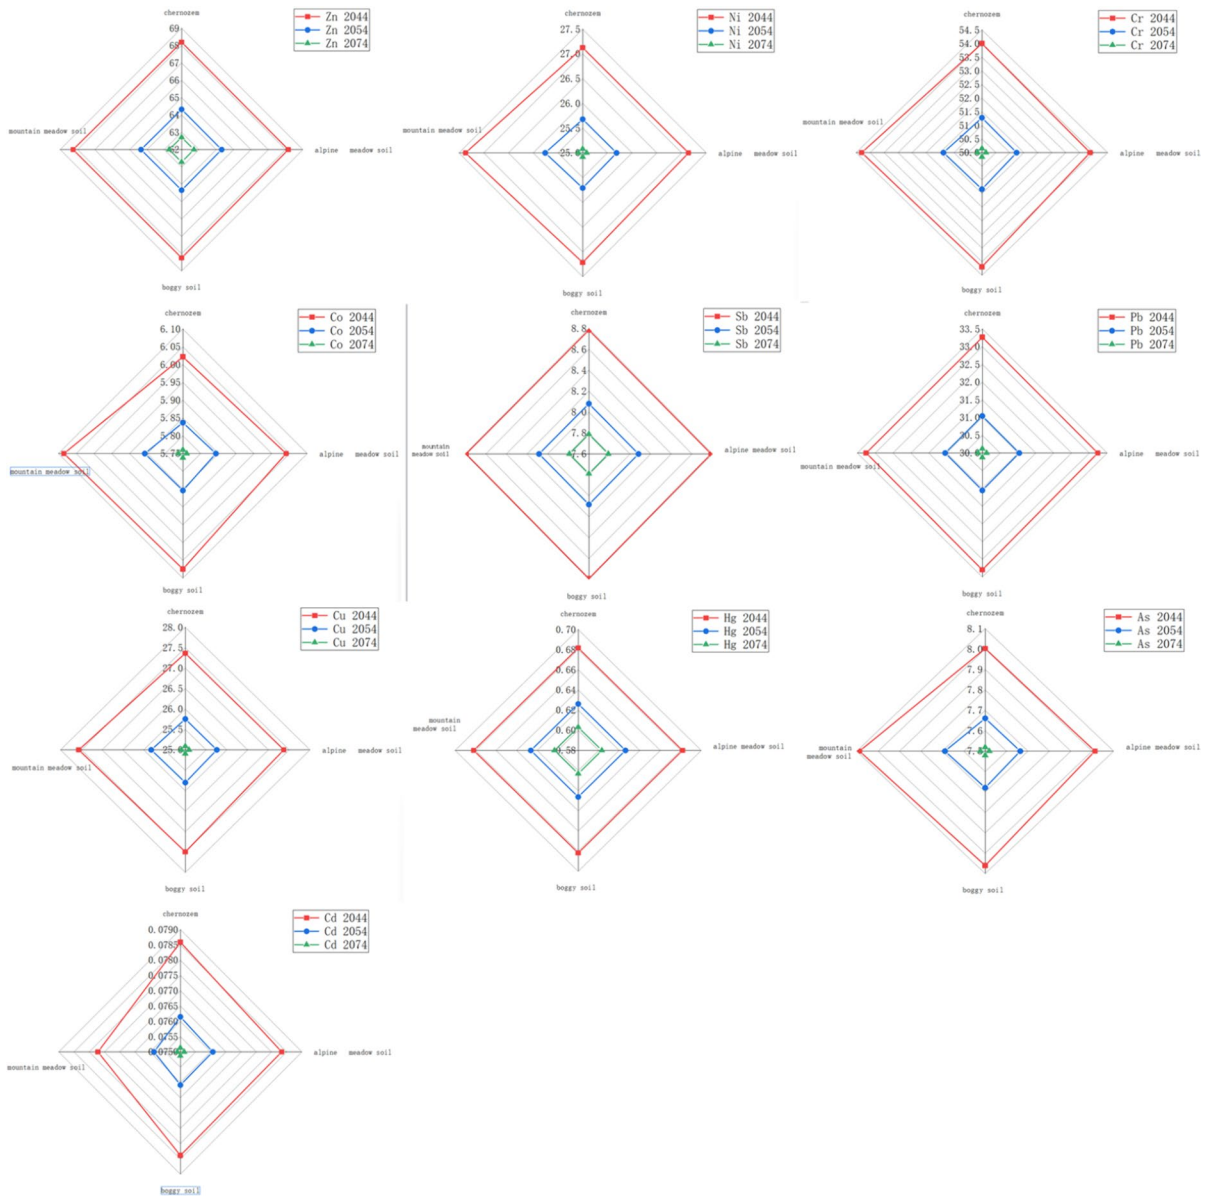 chernozem
Zn 2044
Zn 2054
Zn 2074
69
68
67
66
65
64
63
62
mountain meadow soil
alpine meadow soil
boggy soil
chernozem
Ni 2044
Ni 2054
Ni 2074
27.5
27.0
26.5
26.0
25.5
mountain meadow soil
alpine meadow soil
boggy soil
chernozem
Cr 2044
Cr 2054
Cr 2074
54.5
54.0
53.5
53.0
52.5
52.0
51.5
51.0
50.5
mountain meadow soil
alpine meadow soil
boggy soil
chernozem
Co 2044
Co 2054
Co 2074
6.10
6.05
6.00
5.95
5.90
5.85
5.80
mountain meadow soil
alpine meadow soil
boggy soil
chernozem
Sb 2044
Sb 2054
Sb 2074
8.8
8.6
8.4
8.2
8.0
7.8
7.6
mountain
meadow soil
alpine meadow soil
boggy soil
chernozem
Pb 2044
Pb 2054
Pb 2074
33.5
33.0
32.5
32.0
31.5
31.0
30.5
30.0
mountain meadow soil
alpine meadow soil
boggy soil
chernozem
Cu 2044
Cu 2054
Cu 2074
28.0
27.5
27.0
26.5
26.0
25.5
25.0
mountain meadow soil
alpine meadow soil
boggy soil
chernozem
Hg 2044
Hg 2054
Hg 2074
0.70
0.68
0.66
0.64
0.62
0.60
0.58
mountain
meadow soil
alpine meadow soil
boggy soil
chernozem
As 2044
As 2054
As 2074
8.1
8.0
7.9
7.8
7.7
7.6
mountain
meadow soil
alpine meadow soil
boggy soil
chernozem
Cd 2044
Cd 2054
Cd 2074
0.0790
0.0785
0.0780
0.0775
0.0770
0.0765
0.0760
0.0755
0.0750
mountain meadow soil
alpine meadow soil
boggy soil